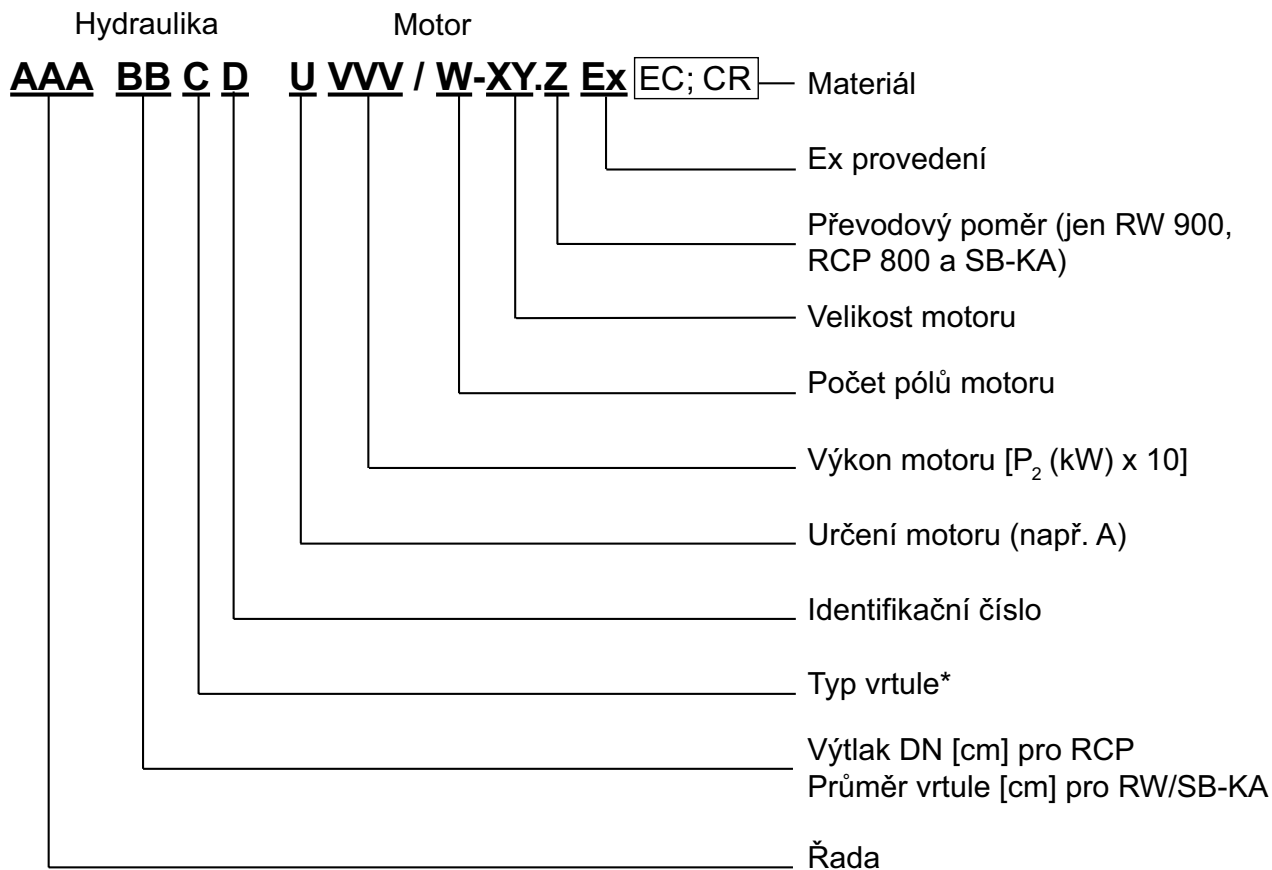 Hydraulika Motor
AAA BB C D U VVV / W-XY.Z Ex EC; CR Materiál
Ex provedení
Převodový poměr (jen RW 900,
RCP 800 a SB-KA)
Velikost motoru
Počet pólů motoru
Výkon motoru [P2 (kW) x 10]
Určení motoru (např. A)
Identifikační číslo
Typ vrtule*
Výtlak DN [cm] pro RCP
Průměr vrtule [cm] pro RW/SB-KA
Řada